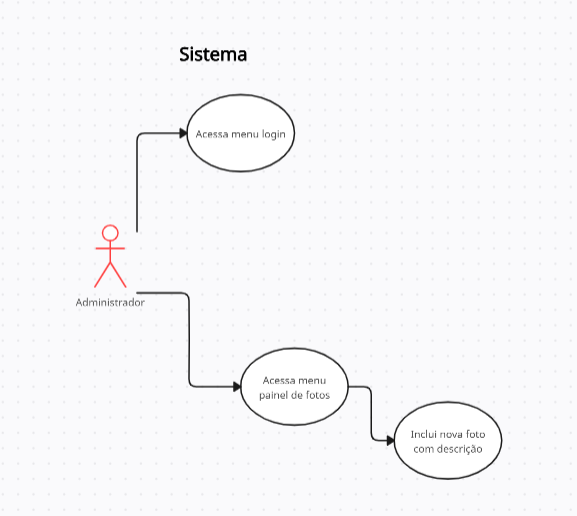 Sistema
Acessa menu login
Administrador
Acessa menu
painel de fotos
Inclui nova foto
com descrição